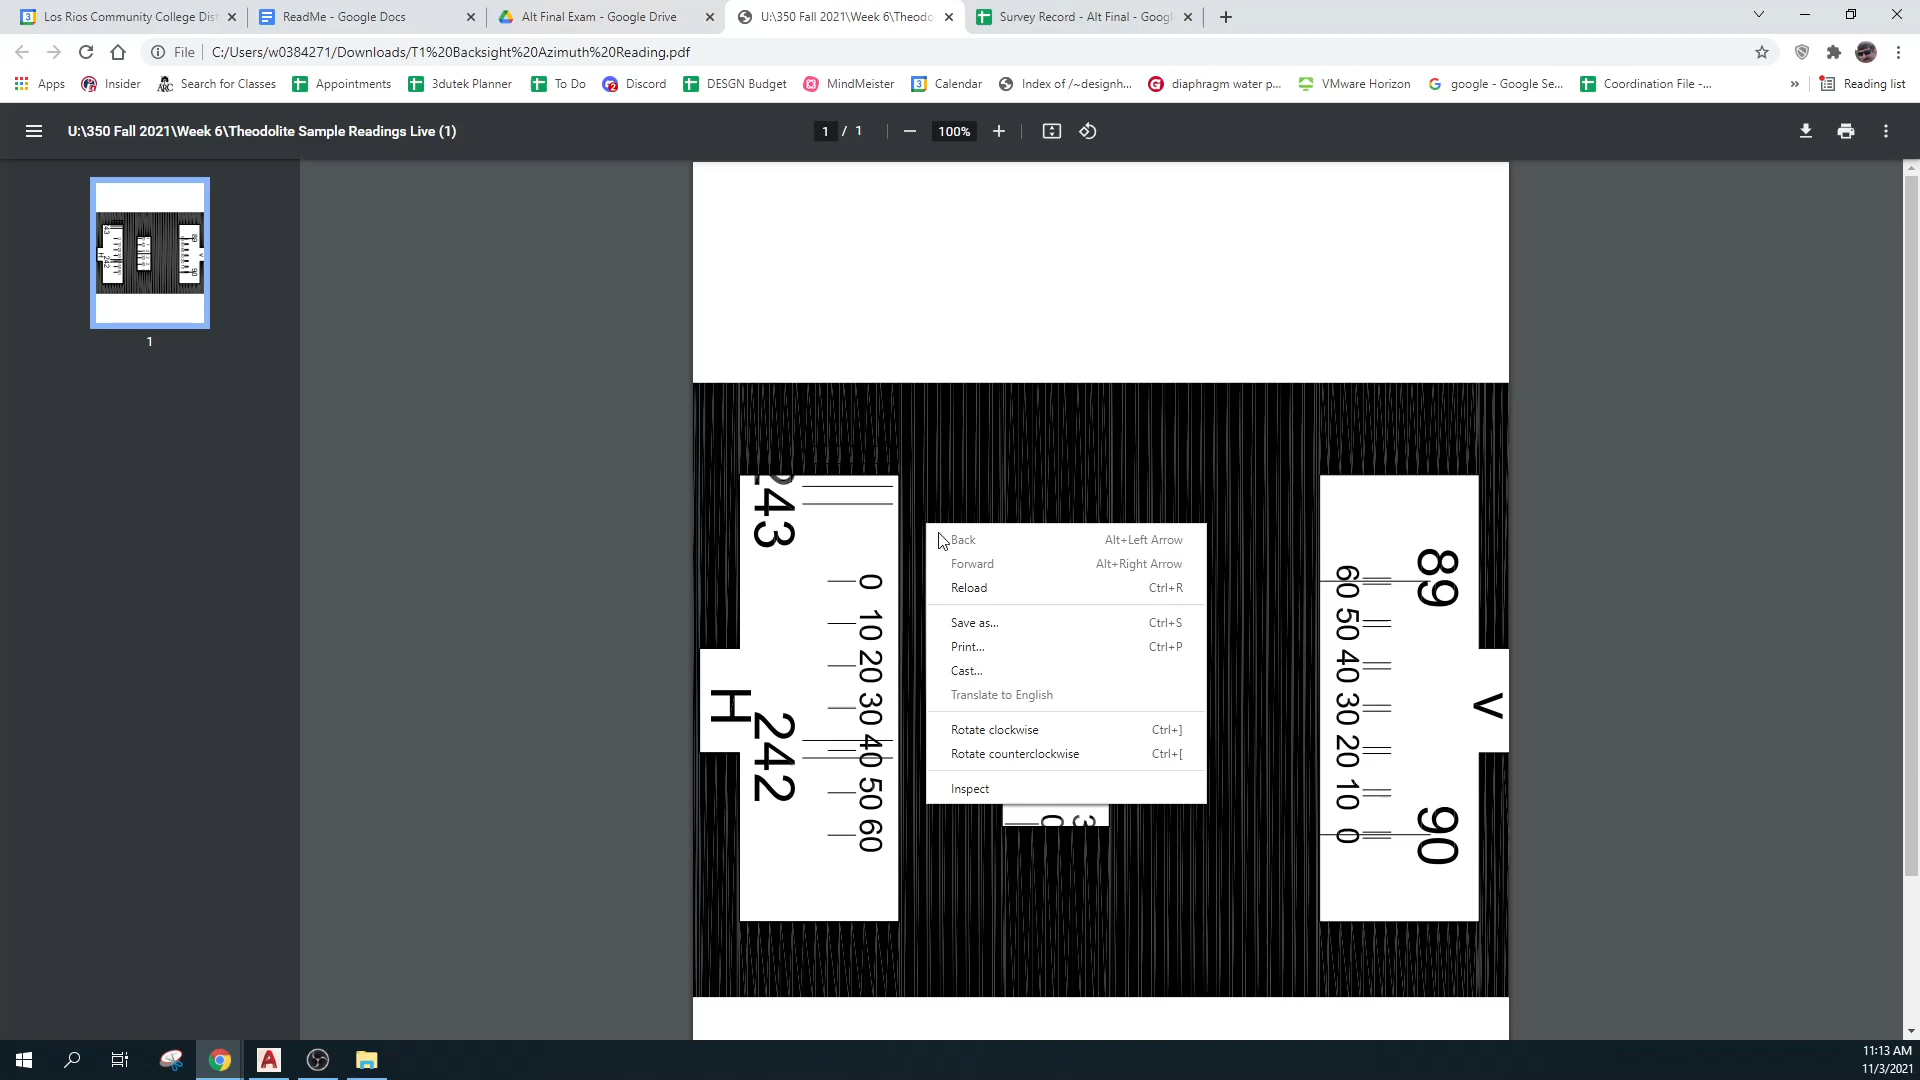 Los Rios Community College Dist
ReadMe - Google Docs
Alt Final Exam - Google Drive
U:\350 Fall 2021\Week 6\Theodo
Survey Record - Alt Final - Goog
File
C:/Users/w0384271/Downloads/T1%20Backsight%20Azimuth%20Reading.pdf
Apps
Insider
Search for Classes
Appointments
3dutek Planner
To Do
Discord
DESGN Budget
MindMeister
Calendar
Index of /~designh...
diaphragm water p...
VMware Horizon
google - Google Se...
Coordination File -...
»
Reading list
U:\350 Fall 2021\Week 6\Theodolite Sample Readings Live (1)
1 / 1
100%
1
243
0
10
20
30
40
50
60
H
242
Back Alt+Left Arrow
Forward Alt+Right Arrow
Reload Ctrl+R
Save as... Ctrl+S
Print... Ctrl+P
Cast...
Translate to English
Rotate clockwise Ctrl+]
Rotate counterclockwise Ctrl+[
Inspect
0 3
89
60
50
40
30
20
10
0
90
V
11:13 AM
11/3/2021